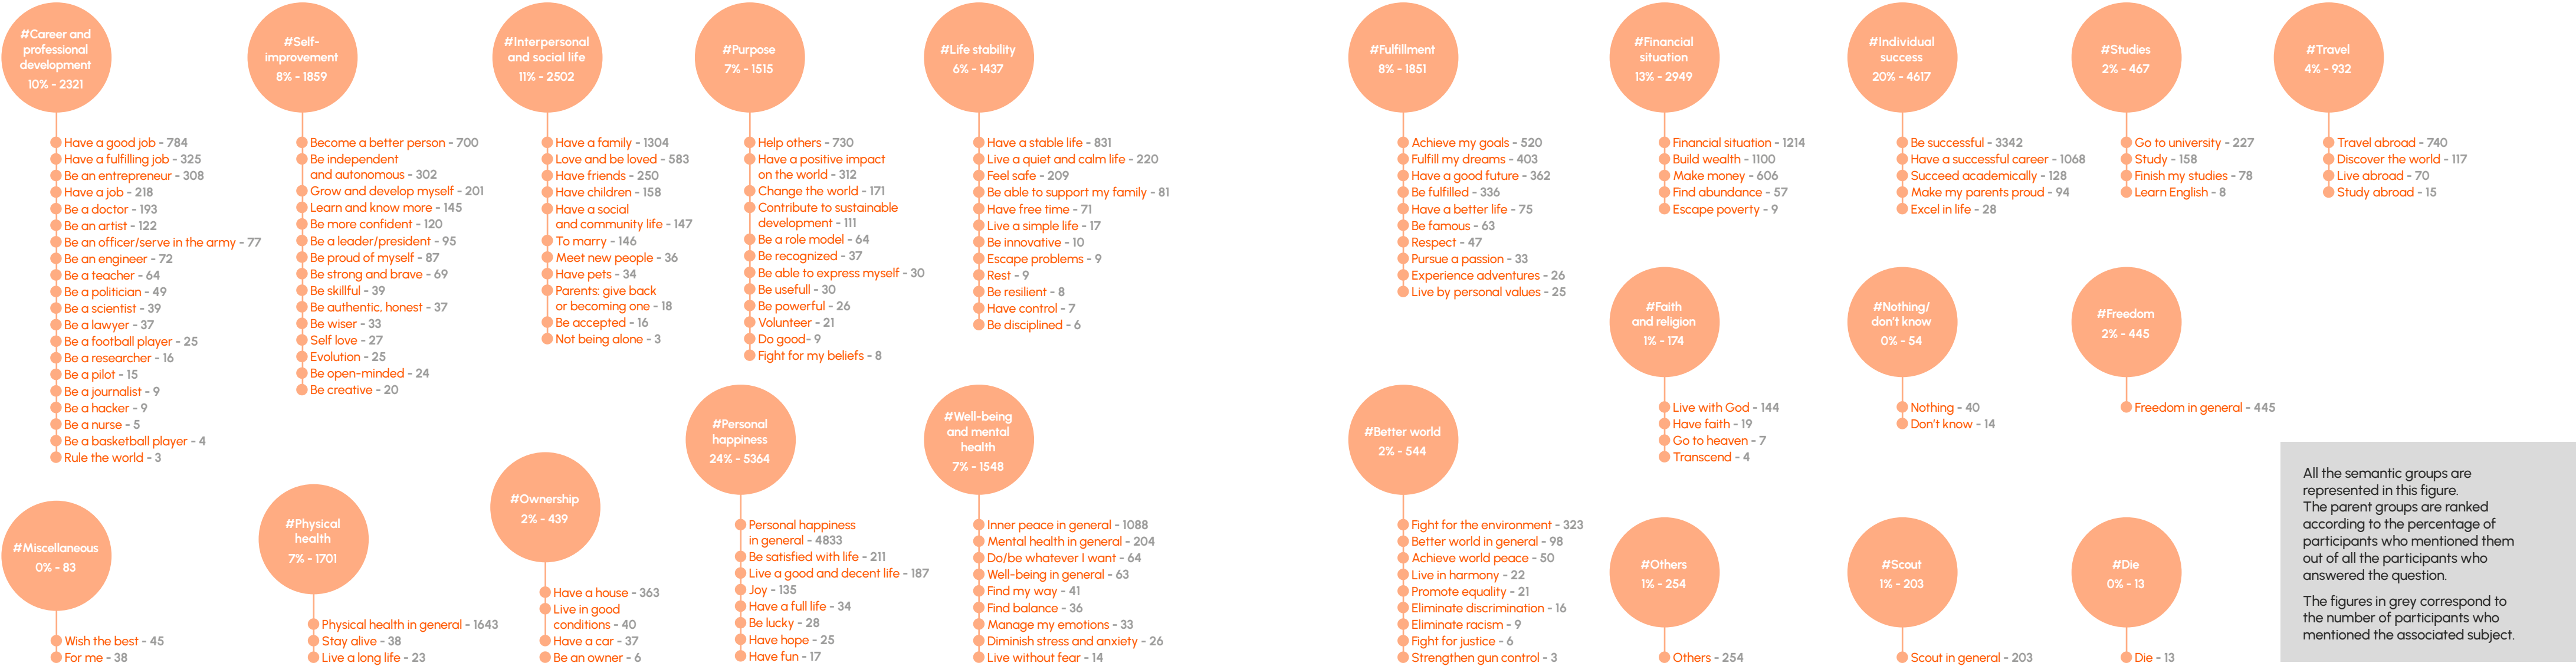 #Career and
professional
development
10% - 2321
Have a good job - 784
Have a fulfilling job - 325
Be an entrepreneur - 308
Have a job - 218
Be a doctor - 193
Be an artist - 122
Be an officer/serve in the army - 77
Be an engineer - 72
Be a teacher - 64
Be a politician - 49
Be a scientist - 39
Be a lawyer - 37
Be a football player - 25
Be a researcher - 16
Be a pilot - 15
Be a journalist - 9
Be a hacker - 9
Be a nurse - 5
Be a basketball player - 4
Rule the world - 3
#Self-
improvement
8% - 1859
Become a better person - 700
Be independent
and autonomous - 302
Grow and develop myself - 201
Learn and know more - 145
Be more confident - 120
Be a leader/president - 95
Be proud of myself - 87
Be strong and brave - 69
Be skillful - 39
Be authentic, honest - 37
Be wiser - 33
Self love - 27
Evolution - 25
Be open-minded - 24
Be creative - 20
#Interpersonal
and social life
11% - 2502
Have a family - 1304
Love and be loved - 583
Have friends - 250
Have children - 158
Have a social
and community life - 147
To marry - 146
Meet new people - 36
Have pets - 34
Parents: give back
or becoming one - 18
Be accepted - 16
Not being alone - 3
#Purpose
7% - 1515
Help others - 730
Have a positive impact
on the world - 312
Change the world - 171
Contribute to sustainable
development - 111
Be a role model - 64
Be recognized - 37
Be able to express myself - 30
Be usefull - 30
Be powerful - 26
Volunteer - 21
Do good- 9
Fight for my beliefs - 8
#Life stability
6% - 1437
Have a stable life - 831
Live a quiet and calm life - 220
Feel safe - 209
Be able to support my family - 81
Have free time - 71
Live a simple life - 17
Be innovative - 10
Escape problems - 9
Rest - 9
Be resilient - 8
Have control - 7
Be disciplined - 6
#Fulfillment
8% - 1851
Achieve my goals - 520
Fulfill my dreams - 403
Have a good future - 362
Be fulfilled - 336
Have a better life - 75
Be famous - 63
Respect - 47
Pursue a passion - 33
Experience adventures - 26
Live by personal values - 25
#Financial
situation
13% - 2949
Financial situation - 1214
Build wealth - 1100
Make money - 606
Find abundance - 57
Escape poverty - 9
#Individual
success
20% - 4617
Be successful - 3342
Have a successful career - 1068
Succeed academically - 128
Make my parents proud - 94
Excel in life - 28
#Studies
2% - 467
Go to university - 227
Study - 158
Finish my studies - 78
Learn English - 8
#Travel
4% - 932
Travel abroad - 740
Discover the world - 117
Live abroad - 70
Study abroad - 15
#Faith
and religion
1% - 174
Live with God - 144
Have faith - 19
Go to heaven - 7
Transcend - 4
#Nothing/
don't know
0% - 54
Nothing - 40
Don't know - 14
#Freedom
2% - 445
Freedom in general - 445
#Miscellaneous
0% - 83
Wish the best - 45
For me - 38
#Physical
health
7% - 1701
Physical health in general - 1643
Stay alive - 38
Live a long life - 23
#Ownership
2% - 439
Have a house - 363
Live in good
conditions - 40
Have a car - 37
Be an owner - 6
#Personal
happiness
24% - 5364
Personal happiness
in general - 4833
Be satisfied with life - 211
Live a good and decent life - 187
Joy - 135
Have a full life - 34
Be lucky - 28
Have hope - 25
Have fun - 17
#Well-being
and mental
health
7% - 1548
Inner peace in general - 1088
Mental health in general - 204
Do/be whatever I want - 64
Well-being in general - 63
Find my way - 41
Find balance - 36
Manage my emotions - 33
Diminish stress and anxiety - 26
Live without fear - 14
#Better world
2% - 544
Fight for the environment - 323
Better world in general - 98
Achieve world peace - 50
Live in harmony - 22
Promote equality - 21
Eliminate discrimination - 16
Eliminate racism - 9
Fight for justice - 6
Strengthen gun control - 3
#Others
1% - 254
Others - 254
#Scout
1% - 203
Scout in general - 203
#Die
0% - 13
Die - 13
All the semantic groups are
represented in this figure.
The parent groups are ranked
according to the percentage of
participants who mentioned them
out of all the participants who
answered the question.
The figures in grey correspond to
the number of participants who
mentioned the associated subject.